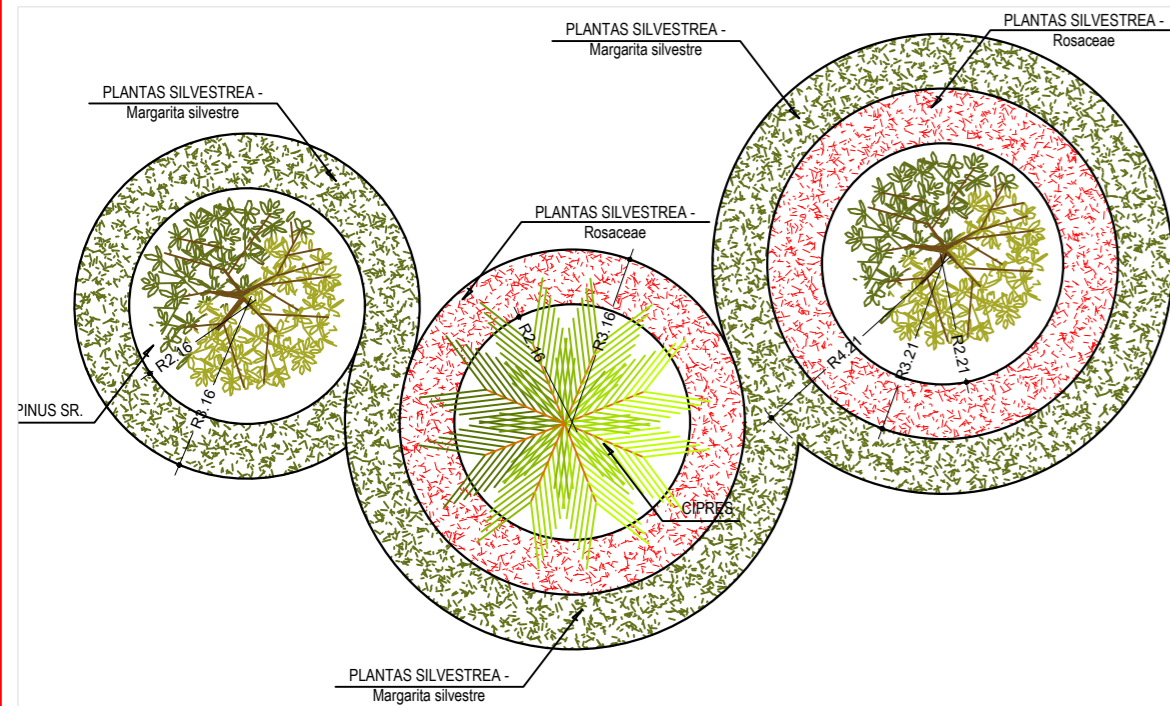 PLANTAS SILVESTREA -
Rosaceae
PLANTAS SILVESTREA -
Margarita silvestre
PLANTAS SILVESTREA -
Margarita silvestre
PLANTAS SILVESTREA -
Rosaceae
R2.16
R3.16
PINUS SR.
R2.16
R3.16
R4.21
R3.21
R2.21
CIPRES
PLANTAS SILVESTREA -
Margarita silvestre